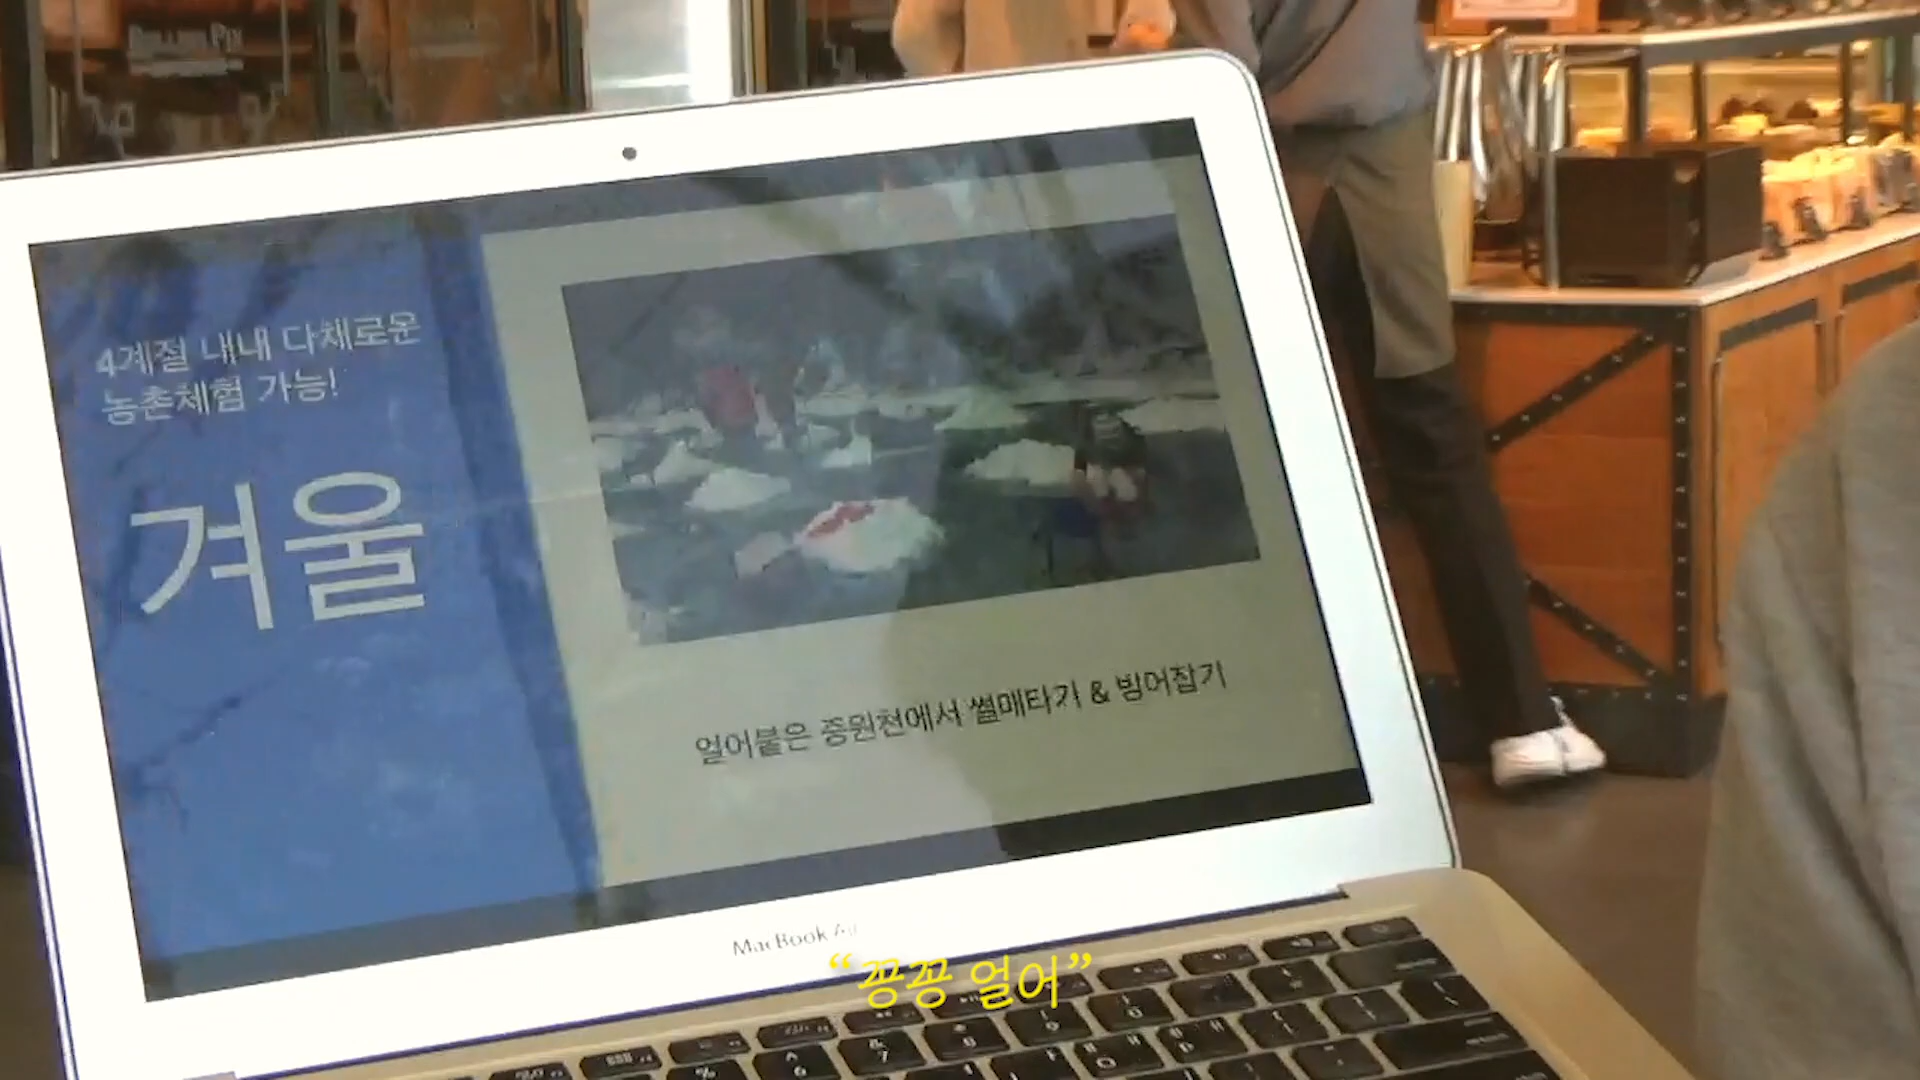 4계절 내내 다채로운
농촌체험 가능!
겨울
얼어붙은 증원천에서 썰매타기 & 빙어잡기
MacBook Air
“꽁꽁 얼어”